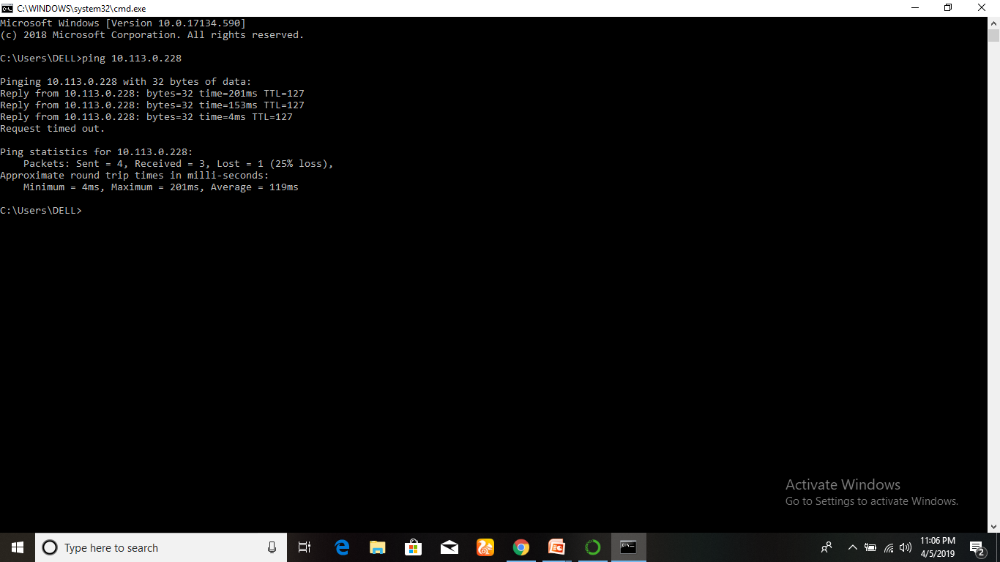 C:\WINDOWS\system32\cmd.exe
Microsoft Windows [Version 10.0.17134.590]
(c) 2018 Microsoft Corporation. All rights reserved.
C:\Users\DELL>ping 10.113.0.228
Pinging 10.113.0.228 with 32 bytes of data:
Reply from 10.113.0.228: bytes=32 time=201ms TTL=127
Reply from 10.113.0.228: bytes=32 time=153ms TTL=127
Reply from 10.113.0.228: bytes=32 time=4ms TTL=127
Request timed out.
Ping statistics for 10.113.0.228:
    Packets: Sent = 4, Received = 3, Lost = 1 (25% loss),
Approximate round trip times in milli-seconds:
    Minimum = 4ms, Maximum = 201ms, Average = 119ms
C:\Users\DELL>
Activate Windows
Go to Settings to activate Windows.
Type here to search
11:06 PM
4/5/2019
2